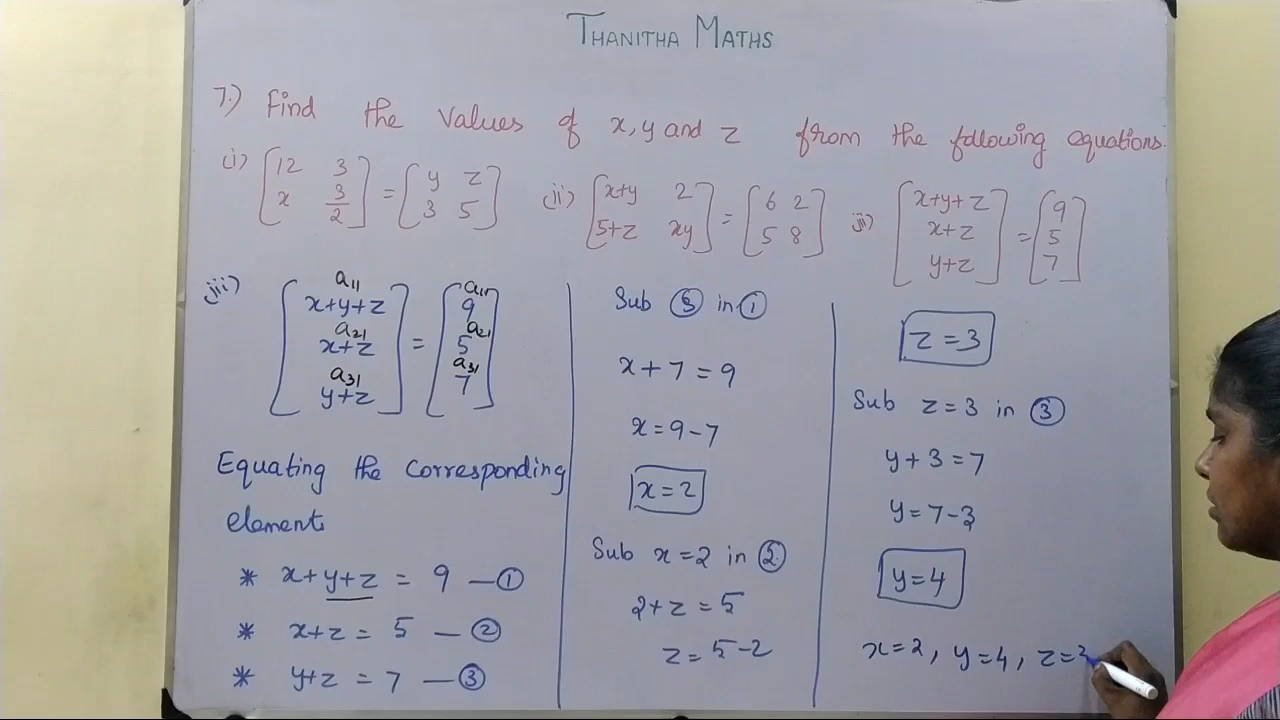 THANITHA MATHS
7.) Find the values of x, y and z from the following equations.
i) [12 3 = [y z ii) [x+y 2 = [6 2 iii) [x+y+z = [9
x 3/2] 3 5] 5+z xy] 5 8] x+z 5
y+z] 7]
iii) a11 a11
x+y+z 9
a21 = a21
x+z 5
a31 a31
y+z 7
Equating the corresponding
element
* x+y+z = 9 — ①
* x+z = 5 — ②
* y+z = 7 — ③
Sub ③ in ①
x + 7 = 9
x = 9 - 7
x = 2
Sub x = 2 in ②
2 + z = 5
z = 5 - 2
z = 3
Sub z = 3 in ③
y + 3 = 7
y = 7 - 3
y = 4
x = 2, y = 4, z = 3